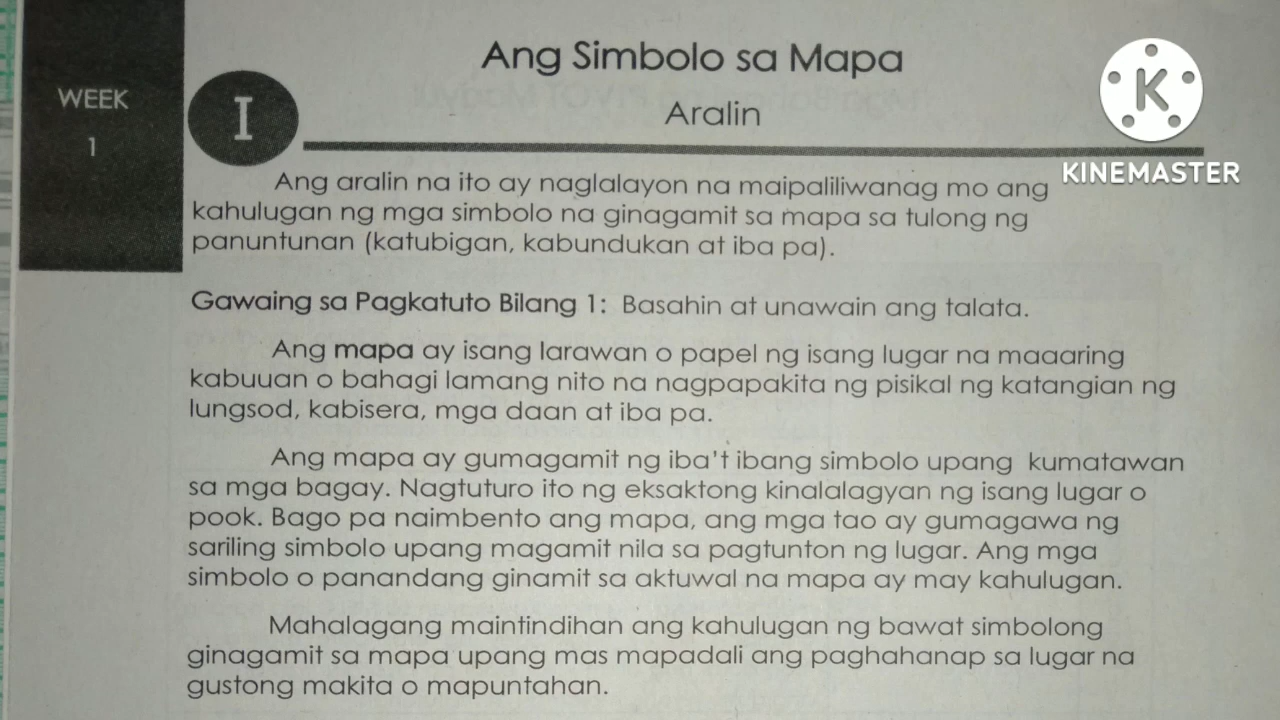 WEEK
1
I
Ang Simbolo sa Mapa
Aralin
K
KINEMASTER
Ang aralin na ito ay naglalayon na maipaliliwanag mo ang
kahulugan ng mga simbolo na ginagamit sa mapa sa tulong ng
panuntunan (katubigan, kabundukan at iba pa).
Gawaing sa Pagkatuto Bilang 1: Basahin at unawain ang talata.
Ang mapa ay isang larawan o papel ng isang lugar na maaaring
kabuuan o bahagi lamang nito na nagpapakita ng pisikal ng katangian ng
lungsod, kabisera, mga daan at iba pa.
Ang mapa ay gumagamit ng iba't ibang simbolo upang kumatawan
sa mga bagay. Nagtuturo ito ng eksaktong kinalalagyan ng isang lugar o
pook. Bago pa naimbento ang mapa, ang mga tao ay gumagawa ng
sariling simbolo upang magamit nila sa pagtunton ng lugar. Ang mga
simbolo o panandang ginamit sa aktuwal na mapa ay may kahulugan.
Mahalagang maintindihan ang kahulugan ng bawat simbolong
ginagamit sa mapa upang mas mapadali ang paghahanap sa lugar na
gustong makita o mapuntahan.